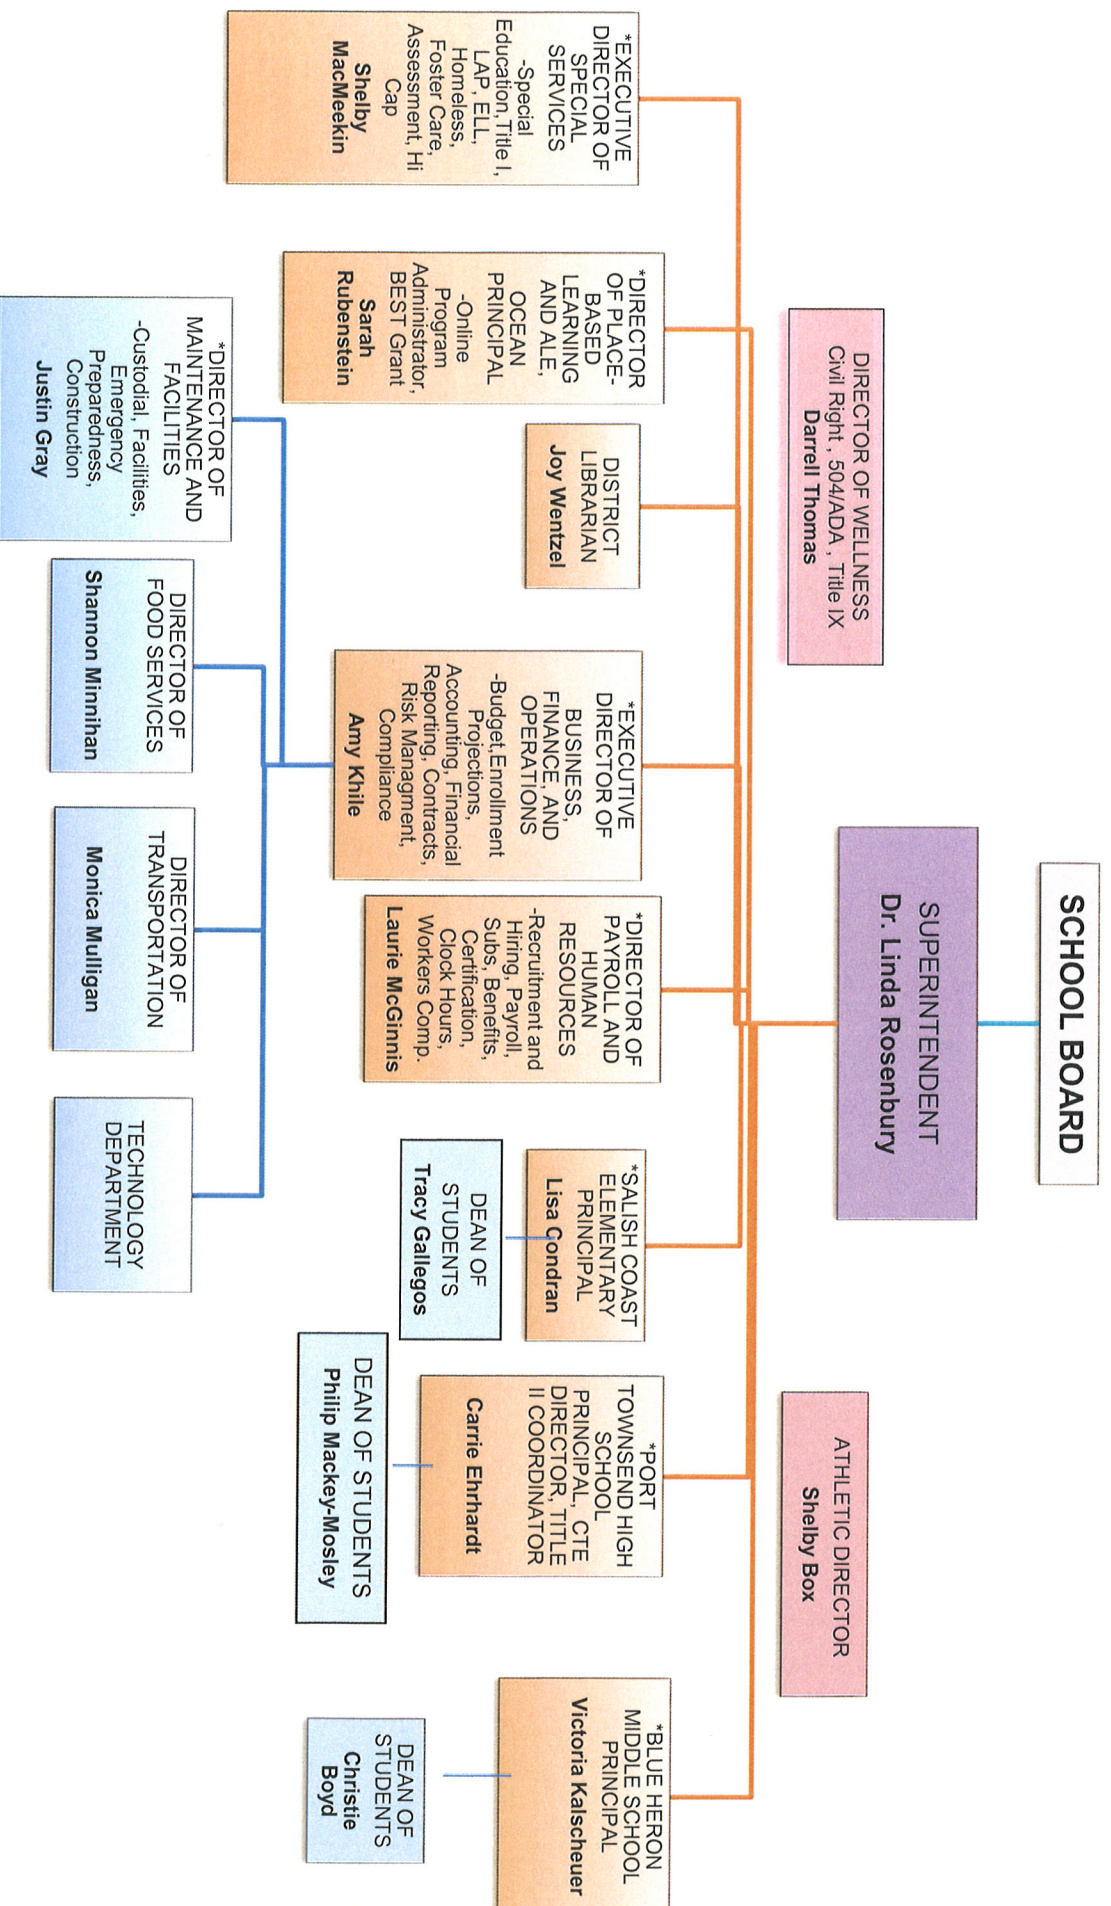 SCHOOL BOARD
SUPERINTENDENT
Dr. Linda Rosenbury
DIRECTOR OF WELLNESS
Civil Right , 504/ADA , Title IX
Darrell Thomas
ATHLETIC DIRECTOR
Shelby Box
*EXECUTIVE
DIRECTOR OF
SPECIAL
SERVICES
-Special
Education,Title I,
LAP, ELL,
Homeless,
Foster Care,
Assessment, Hi
Cap
Shelby
MacMeekin
*DIRECTOR
OF PLACE-
BASED
LEARNING
AND ALE,
OCEAN
PRINCIPAL
-Online
Program
Administrator,
BEST Grant
Sarah
Rubenstein
DISTRICT
LIBRARIAN
Joy Wentzel
*EXECUTIVE
DIRECTOR OF
BUSINESS,
FINANCE, AND
OPERATIONS
-Budget,Enrollment
Projections,
Accounting, Financial
Reporting, Contracts,
Risk Managment,
Compliance
Amy Khile
*DIRECTOR OF
PAYROLL AND
HUMAN
RESOURCES
-Recruitment and
Hiring, Payroll,
Subs, Benefits,
Certification,
Clock Hours,
Workers Comp.
Laurie McGinnis
*SALISH COAST
ELEMENTARY
PRINCIPAL
Lisa Condran
*PORT
TOWNSEND HIGH
SCHOOL
PRINCIPAL, CTE
DIRECTOR, TITLE
II COORDINATOR
Carrie Ehrhardt
*BLUE HERON
MIDDLE SCHOOL
PRINCIPAL
Victoria Kalscheuer
DEAN OF
STUDENTS
Tracy Gallegos
DEAN OF STUDENTS
Philip Mackey-Mosley
DEAN OF
STUDENTS
Christie
Boyd
*DIRECTOR OF
MAINTENANCE AND
FACILITIES
-Custodial, Facilities,
Emergency
Preparedness,
Construction
Justin Gray
DIRECTOR OF
FOOD SERVICES
Shannon Minnihan
DIRECTOR OF
TRANSPORTATION
Monica Mulligan
TECHNOLOGY
DEPARTMENT